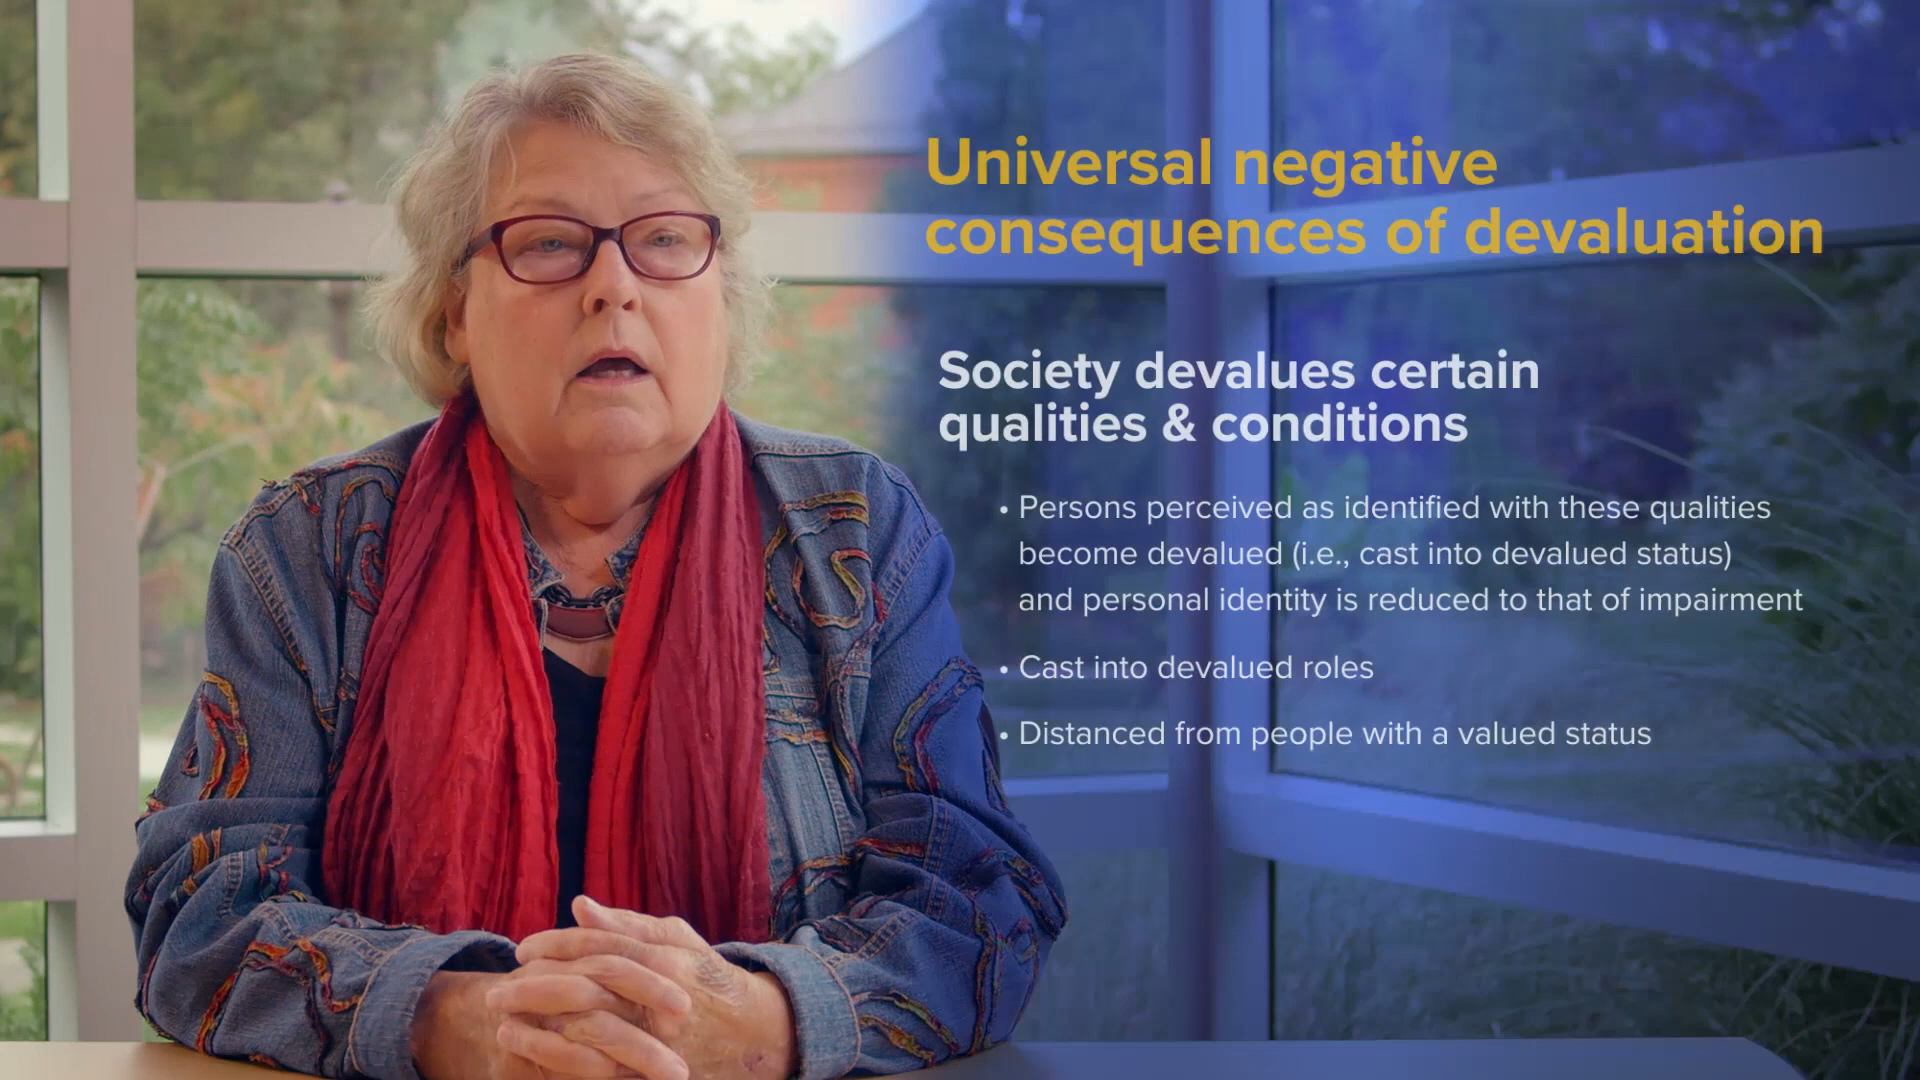 Universal negative
consequences of devaluation
Society devalues certain
qualities & conditions
• Persons perceived as identified with these qualities
become devalued (i.e., cast into devalued status)
and personal identity is reduced to that of impairment
• Cast into devalued roles
• Distanced from people with a valued status